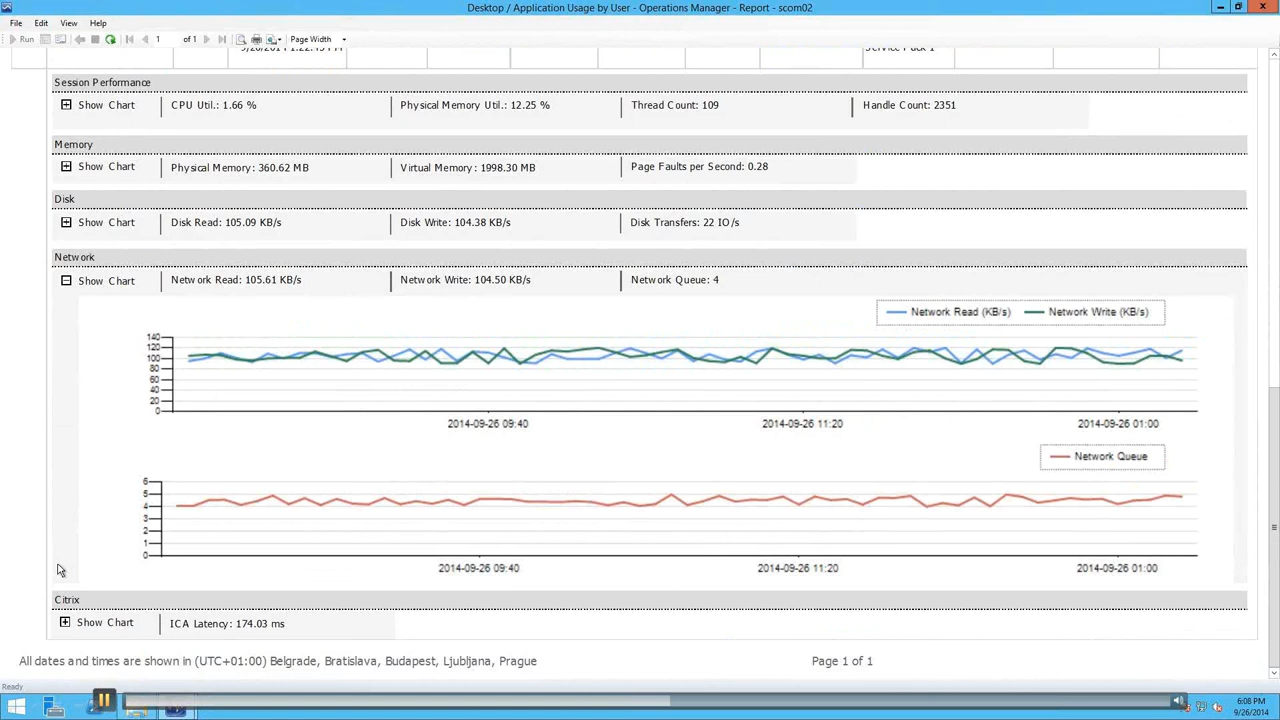 Desktop / Application Usage by User - Operations Manager - Report - scom02
File Edit View Help
Run 1 of 1 Page Width
Session Performance
Show Chart CPU Util.: 1.66 % Physical Memory Util.: 12.25 % Thread Count: 109 Handle Count: 2351
Memory
Show Chart Physical Memory: 360.62 MB Virtual Memory: 1998.30 MB Page Faults per Second: 0.28
Disk
Show Chart Disk Read: 105.09 KB/s Disk Write: 104.38 KB/s Disk Transfers: 22 IO/s
Network
Show Chart Network Read: 105.61 KB/s Network Write: 104.50 KB/s Network Queue: 4
Network Read (KB/s) Network Write (KB/s)
140
120
100
80
60
40
20
0
2014-09-26 09:40 2014-09-26 11:20 2014-09-26 01:00
Network Queue
6
5
4
3
2
1
0
2014-09-26 09:40 2014-09-26 11:20 2014-09-26 01:00
Citrix
Show Chart ICA Latency: 174.03 ms
All dates and times are shown in (UTC+01:00) Belgrade, Bratislava, Budapest, Ljubljana, Prague Page 1 of 1
Ready
6:08 PM
9/26/2014